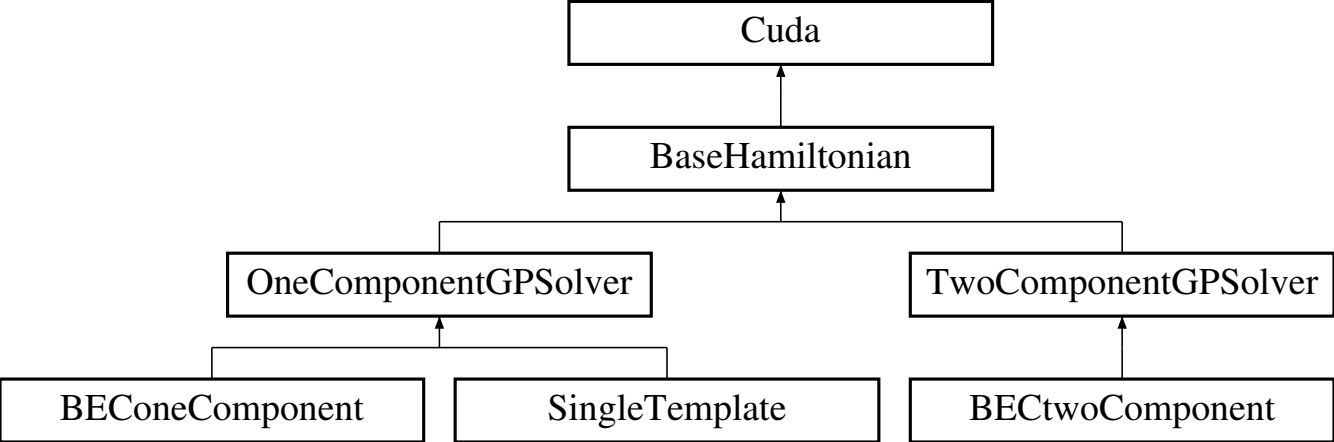 Cuda
BaseHamiltonian
OneComponentGPSolver
TwoComponentGPSolver
BEConeComponent
SingleTemplate
BECtwoComponent